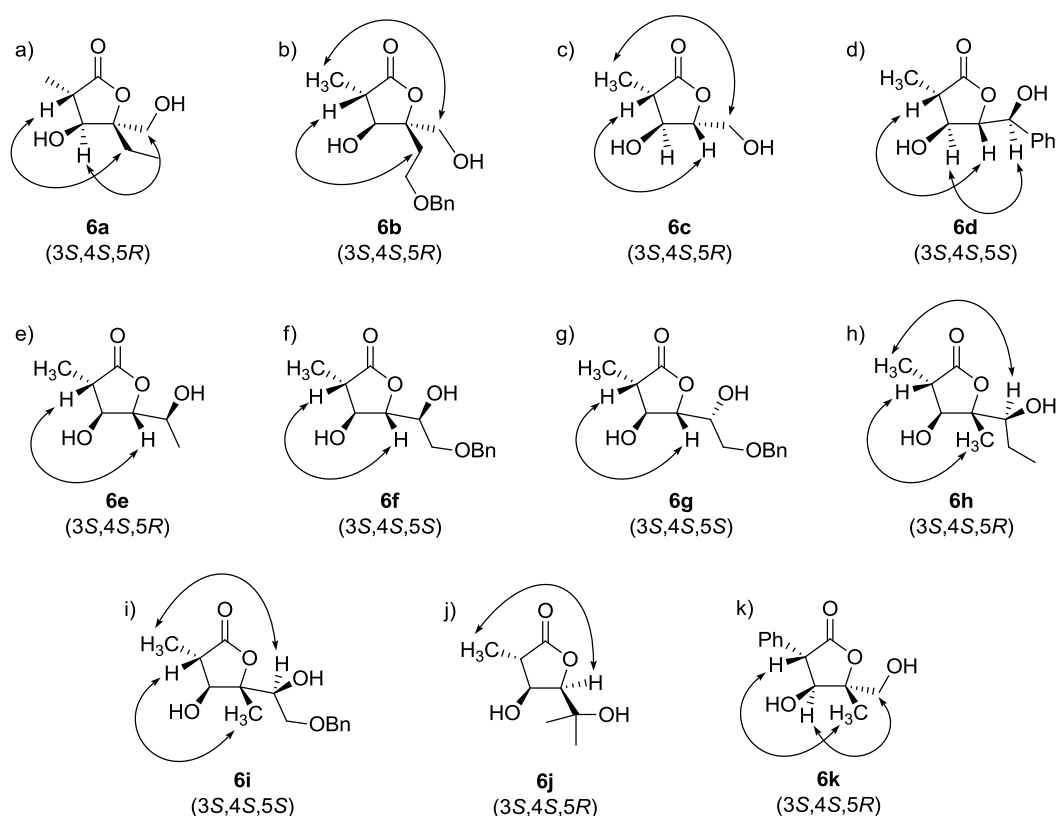 a)
O
O
OH
H
HO
H
6a
(3S,4S,5R)
b)
H3C
O
O
H
HO
OH
OBn
6b
(3S,4S,5R)
c)
H3C
O
O
H
HO
H
H
OH
6c
(3S,4S,5R)
d)
H3C
O
O
OH
H
HO
H
H
H
Ph
6d
(3S,4S,5S)
e)
H3C
O
O
OH
H
HO
H
6e
(3S,4S,5R)
f)
H3C
O
O
OH
H
HO
H
OBn
6f
(3S,4S,5S)
g)
H3C
O
O
OH
H
HO
H
OBn
6g
(3S,4S,5S)
h)
H3C
O
O
H
OH
H
HO
H3C
6h
(3S,4S,5R)
i)
H3C
O
O
H
OH
H
HO
H3C
OBn
6i
(3S,4S,5S)
j)
H3C
O
O
H
HO
OH
6j
(3S,4S,5R)
k)
Ph
O
O
OH
H
HO
H
H3C
6k
(3S,4S,5R)